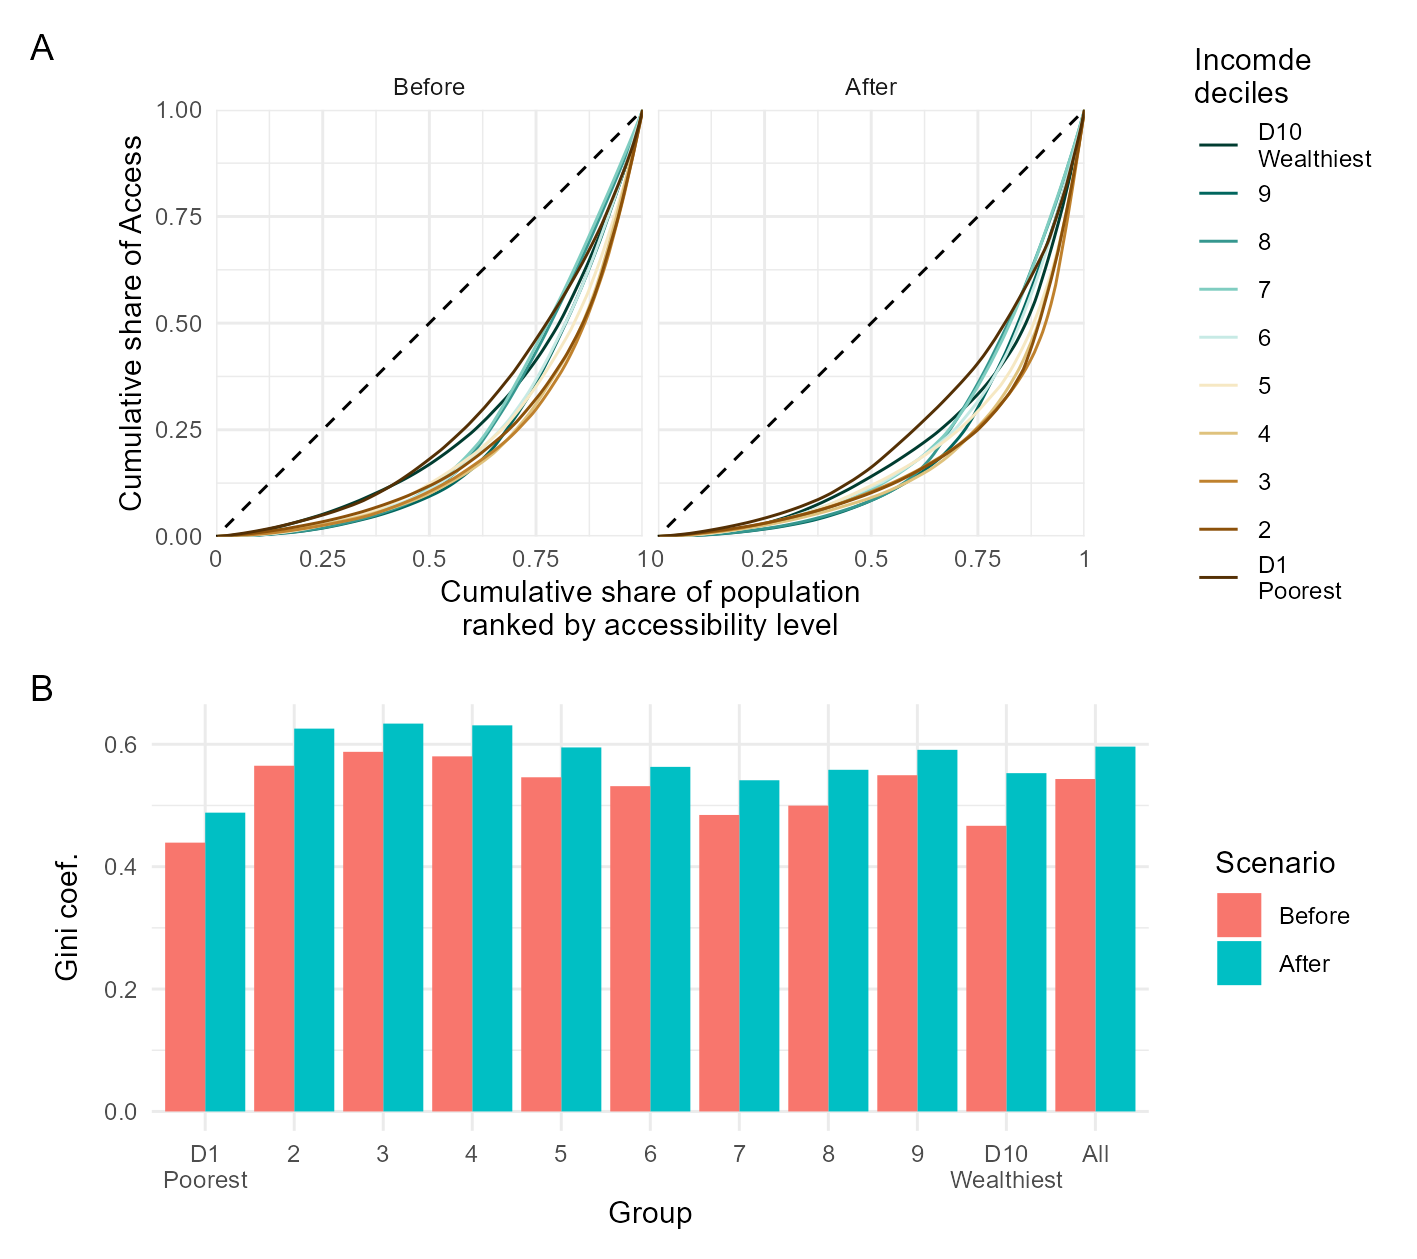 A
Before
After
Cumulative share of Access
1.00
0.75
0.50
0.25
0.00
0
0.25
0.5
0.75
1
0
0.25
0.5
0.75
1
Cumulative share of population
ranked by accessibility level
Incomde
deciles
D10
Wealthiest
9
8
7
6
5
4
3
2
D1
Poorest
B
Gini coef.
0.6
0.4
0.2
0.0
D1
Poorest
2
3
4
5
6
7
8
9
D10
Wealthiest
All
Group
Scenario
Before
After